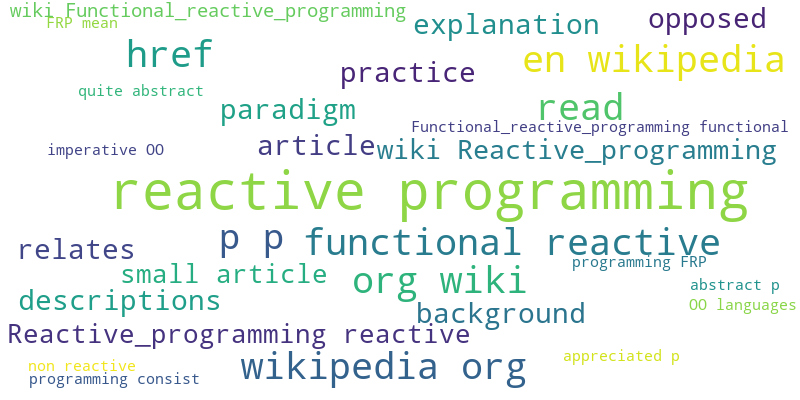 wiki Functional_reactive_programming
FRP mean
explanation
opposed
href
en wikipedia
practice
quite abstract
paradigm
read
Functional_reactive_programming functional
imperative OO
article
wiki Reactive_programming
reactive programming
p p
functional reactive
relates
programming FRP
small article
org wiki
abstract p
descriptions
OO languages
background
Reactive_programming reactive
non reactive
wikipedia org
appreciated p
programming consist